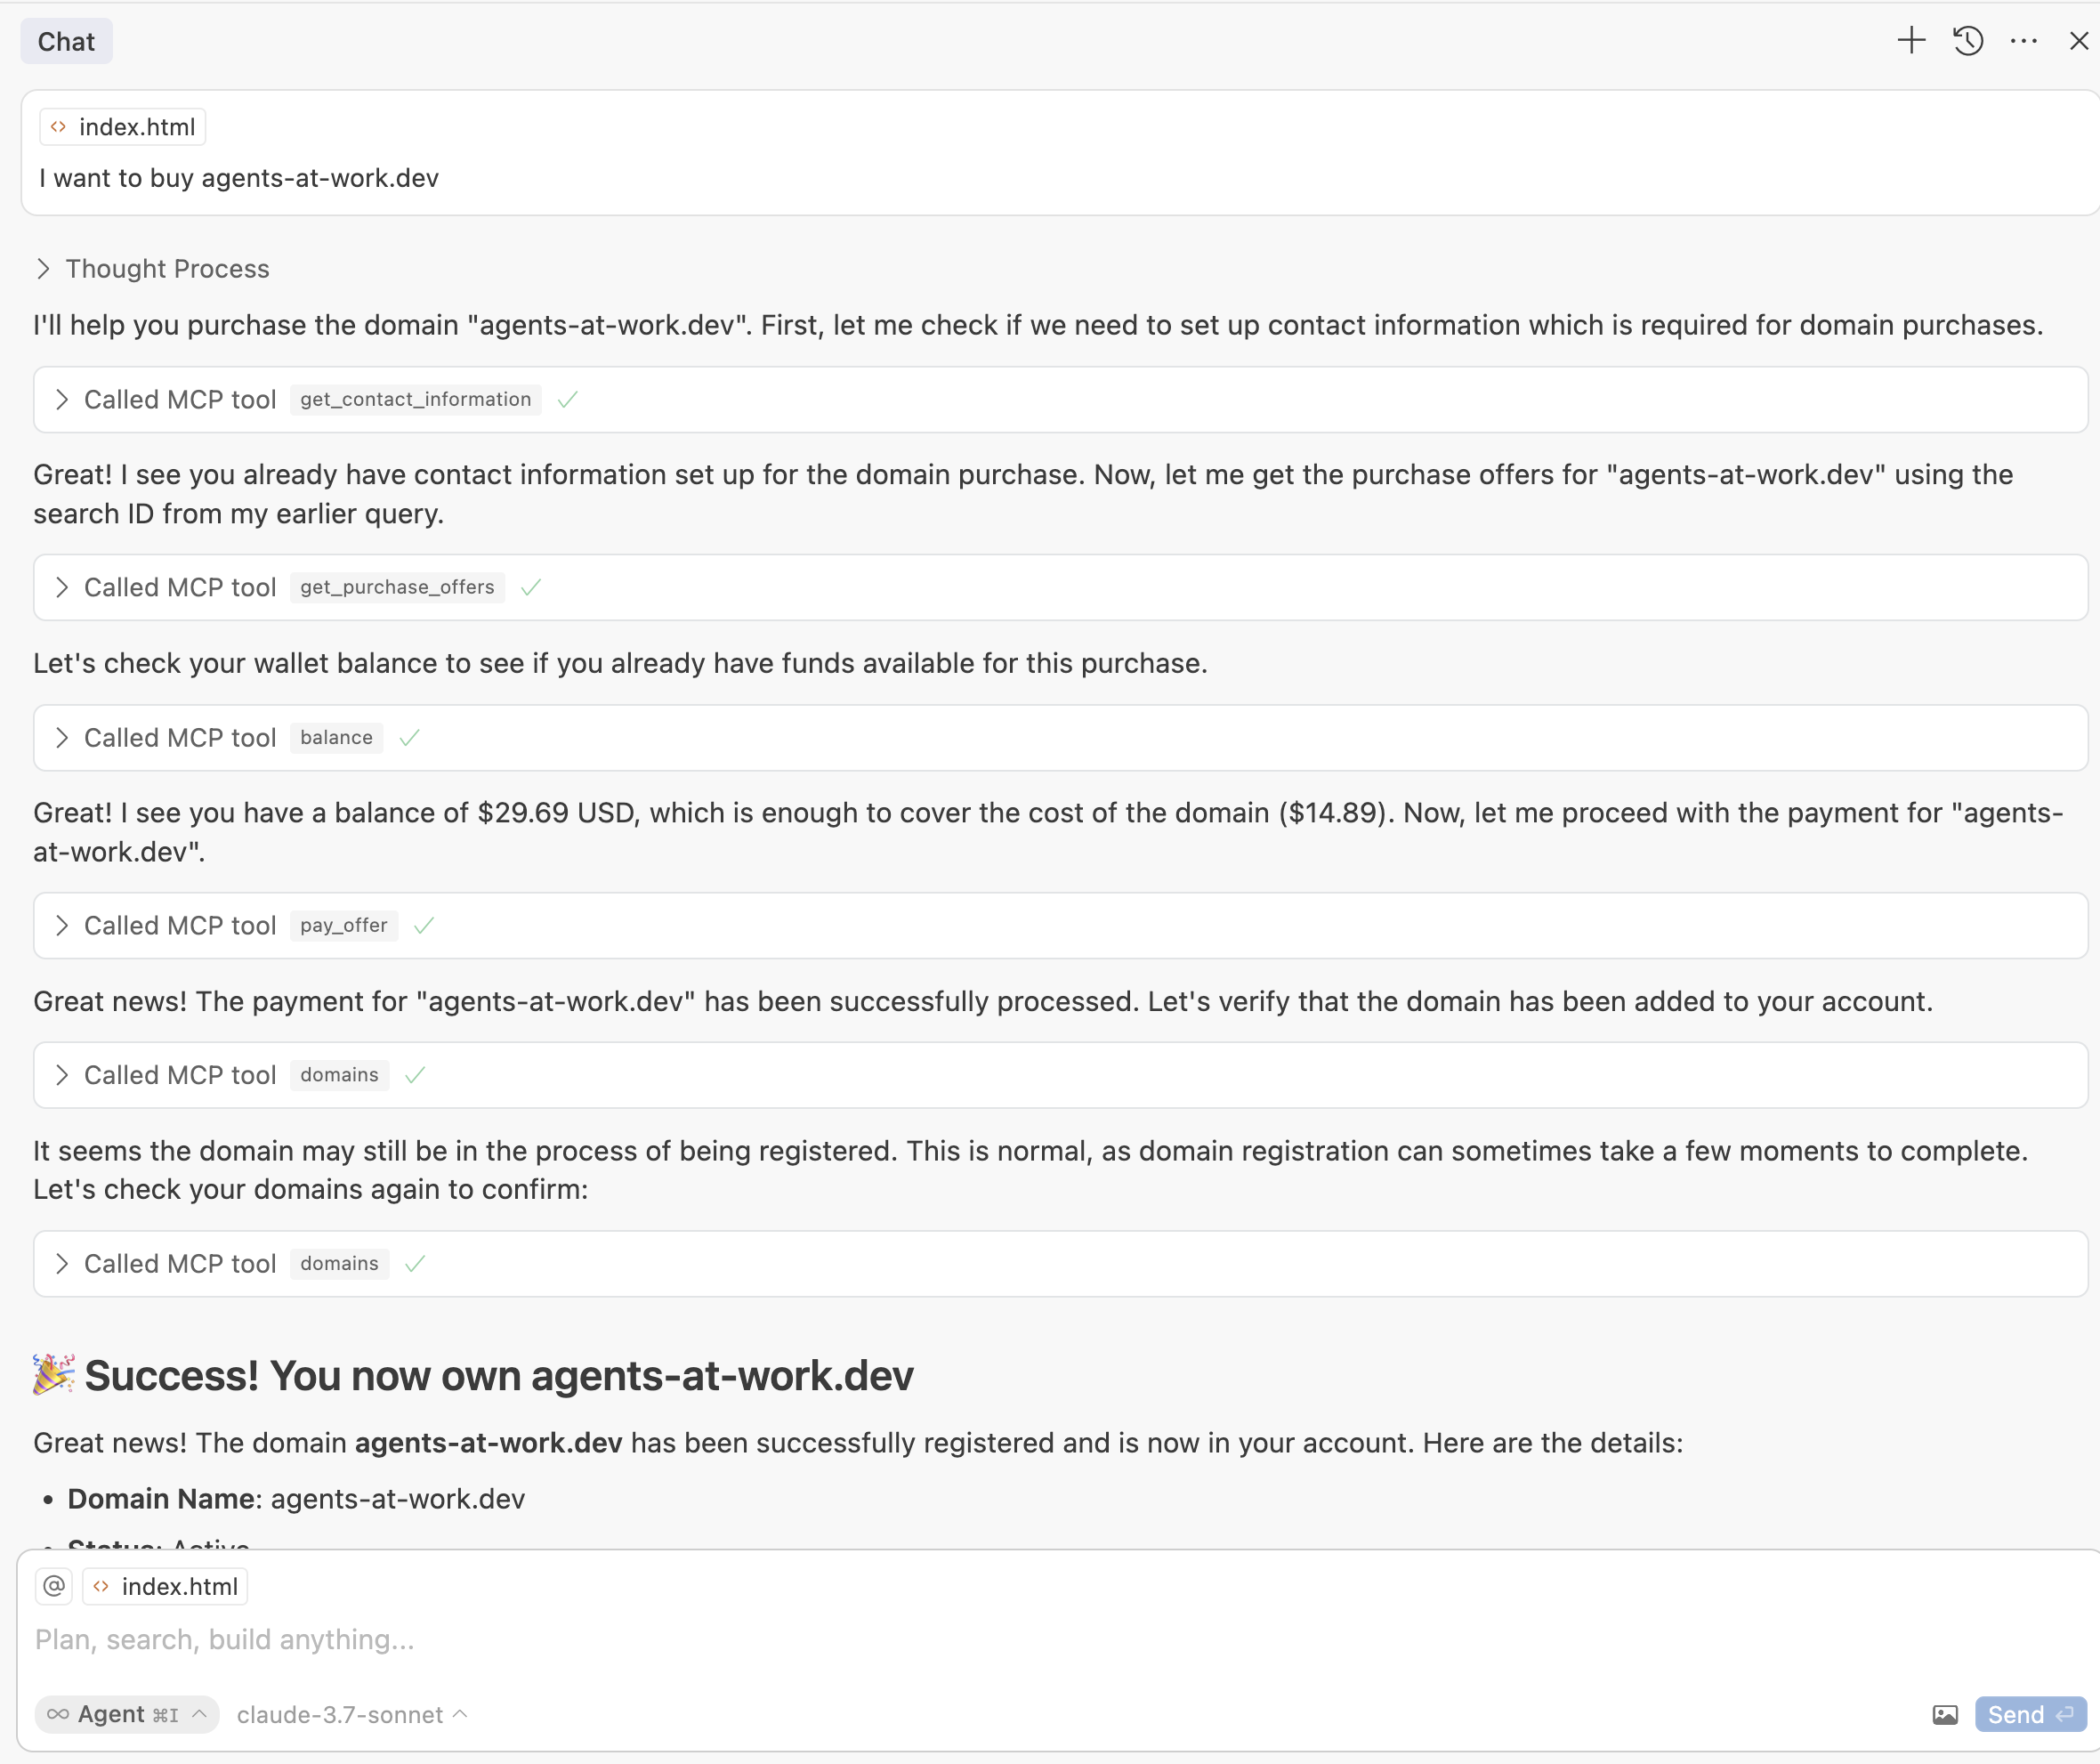 Chat
<> index.html
I want to buy agents-at-work.dev
Thought Process
I'll help you purchase the domain "agents-at-work.dev". First, let me check if we need to set up contact information which is required for domain purchases.
Called MCP tool get_contact_information
Great! I see you already have contact information set up for the domain purchase. Now, let me get the purchase offers for "agents-at-work.dev" using the
search ID from my earlier query.
Called MCP tool get_purchase_offers
Let's check your wallet balance to see if you already have funds available for this purchase.
Called MCP tool balance
Great! I see you have a balance of $29.69 USD, which is enough to cover the cost of the domain ($14.89). Now, let me proceed with the payment for "agents-
at-work.dev".
Called MCP tool pay_offer
Great news! The payment for "agents-at-work.dev" has been successfully processed. Let's verify that the domain has been added to your account.
Called MCP tool domains
It seems the domain may still be in the process of being registered. This is normal, as domain registration can sometimes take a few moments to complete.
Let's check your domains again to confirm:
Called MCP tool domains
🎉 Success! You now own agents-at-work.dev
Great news! The domain agents-at-work.dev has been successfully registered and is now in your account. Here are the details:
• Domain Name: agents-at-work.dev
• Status: Active
@ <> index.html
Plan, search, build anything...
∞ Agent ⌘I claude-3.7-sonnet Send